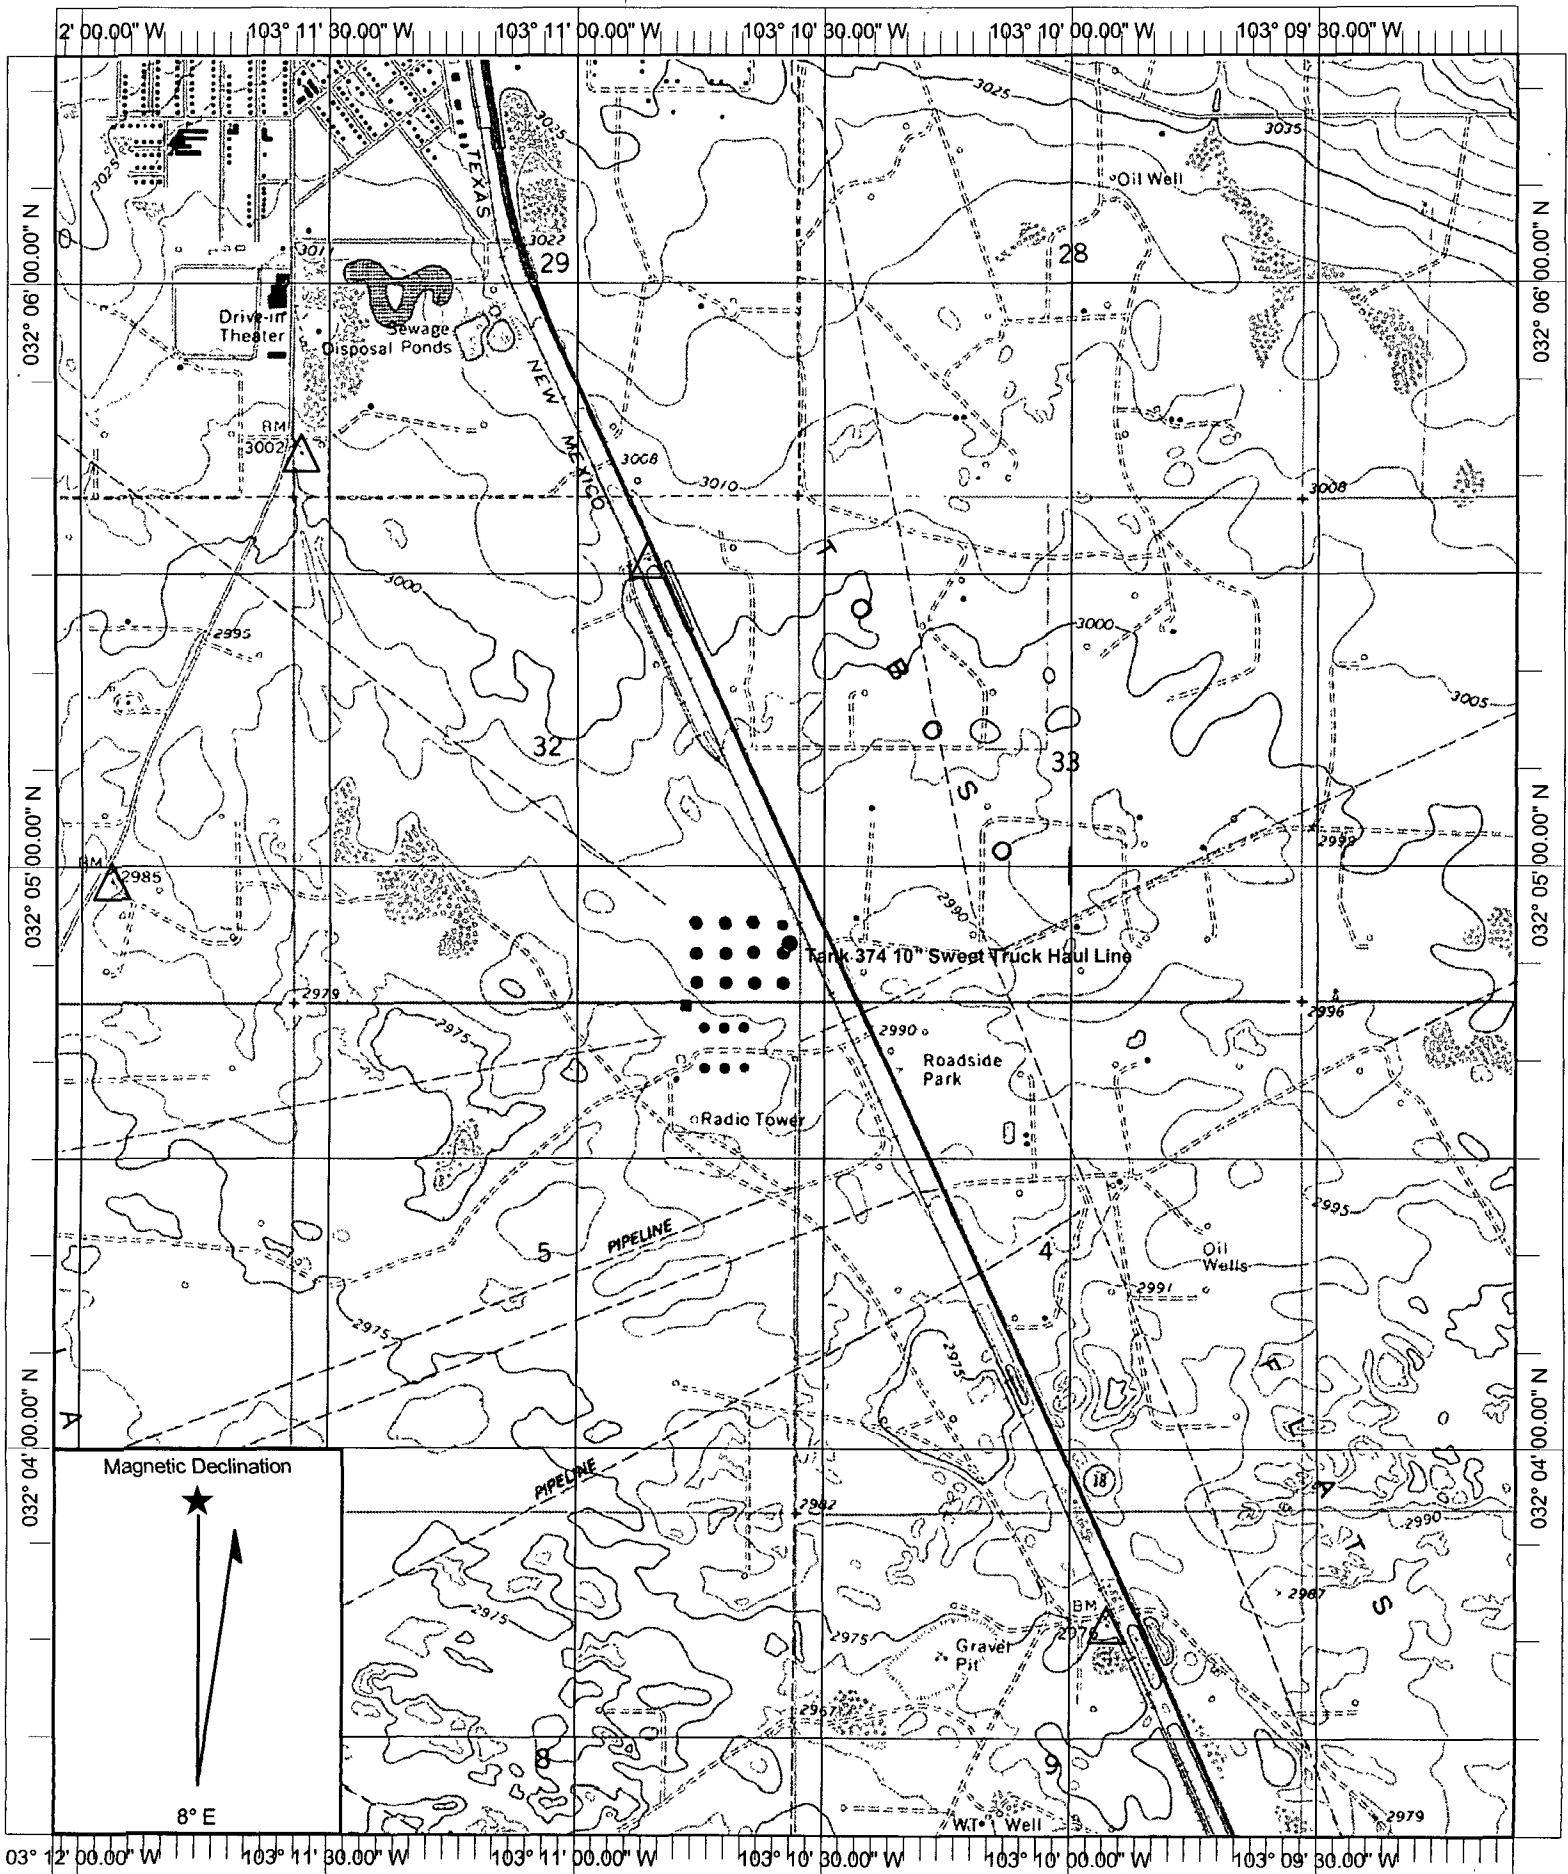 2' 00.00" W
103° 11' 30.00" W
103° 11' 00.00" W
103° 10' 30.00" W
103° 10' 00.00" W
103° 09' 30.00" W
3025
3035
3025
3025
TEXAS
Oil Well
032° 06' 00.00" N
032° 06' 00.00" N
3011
3022
29
28
Drive-in
Theater
Sewage
Disposal Ponds
NEW
MEXICO
BM
3002
3008
3010
3008
T
3000
3000
2995
B
3005
32
33
S
032° 05' 00.00" N
032° 05' 00.00" N
BM
2985
2998
2990
Tank 374 10" Sweet Truck Haul Line
2979
2996
2975
2990
Roadside
Park
Radio Tower
2995
5
PIPELINE
4
Oil
Wells
2991
2975
2975
F
L
A
032° 04' 00.00" N
032° 04' 00.00" N
Magnetic Declination
PIPELINE
18
A
2982
2990
T
2987
S
BM
2976
2975
2975
Gravel
Pit
2967
8
9
8° E
W.T.
Well
2979
03° 12' 00.00" W
103° 11' 30.00" W
103° 11' 00.00" W
103° 10' 30.00" W
103° 10' 00.00" W
103° 09' 30.00" W